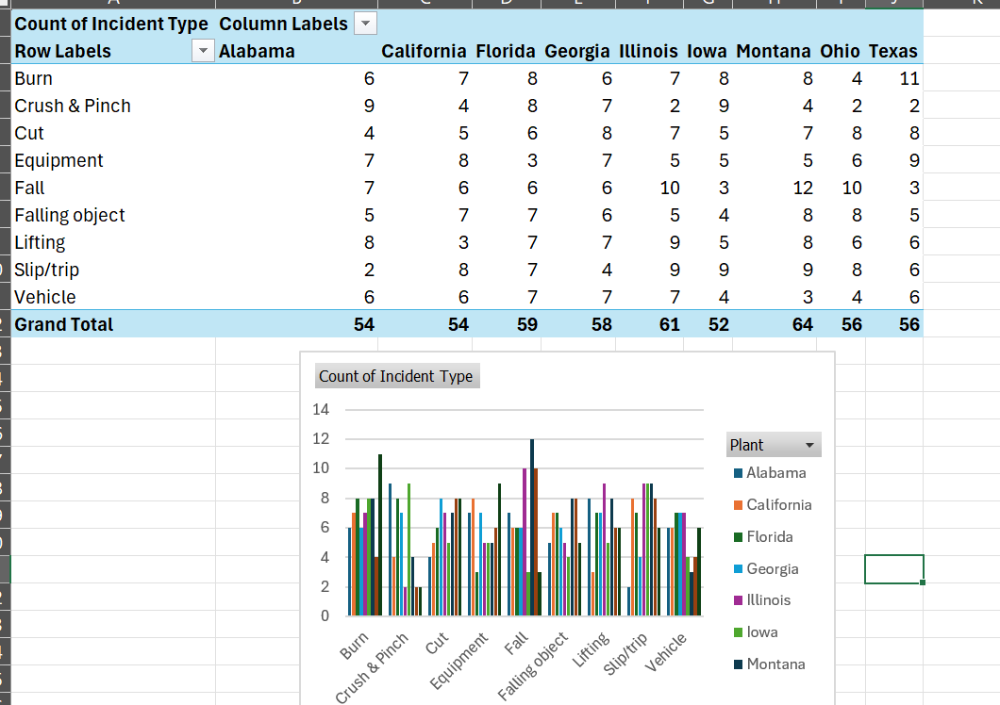 Count of Incident Type Column Labels
Row Labels Alabama California Florida Georgia Illinois Iowa Montana Ohio Texas
Burn 6 7 8 6 7 8 8 4 11
Crush & Pinch 9 4 8 7 2 9 4 2 2
Cut 4 5 6 8 7 5 7 8 8
Equipment 7 8 3 7 5 5 5 6 9
Fall 7 6 6 6 10 3 12 10 3
Falling object 5 7 7 6 5 4 8 8 5
Lifting 8 3 7 7 9 5 8 6 6
Slip/trip 2 8 7 4 9 9 9 8 6
Vehicle 6 6 7 7 7 4 3 4 6
Grand Total 54 54 59 58 61 52 64 56 56
Count of Incident Type
14
12
10
8
6
4
2
0
Burn
Crush & Pinch
Cut
Equipment
Fall
Falling object
Lifting
Slip/trip
Vehicle
Plant
Alabama
California
Florida
Georgia
Illinois
Iowa
Montana